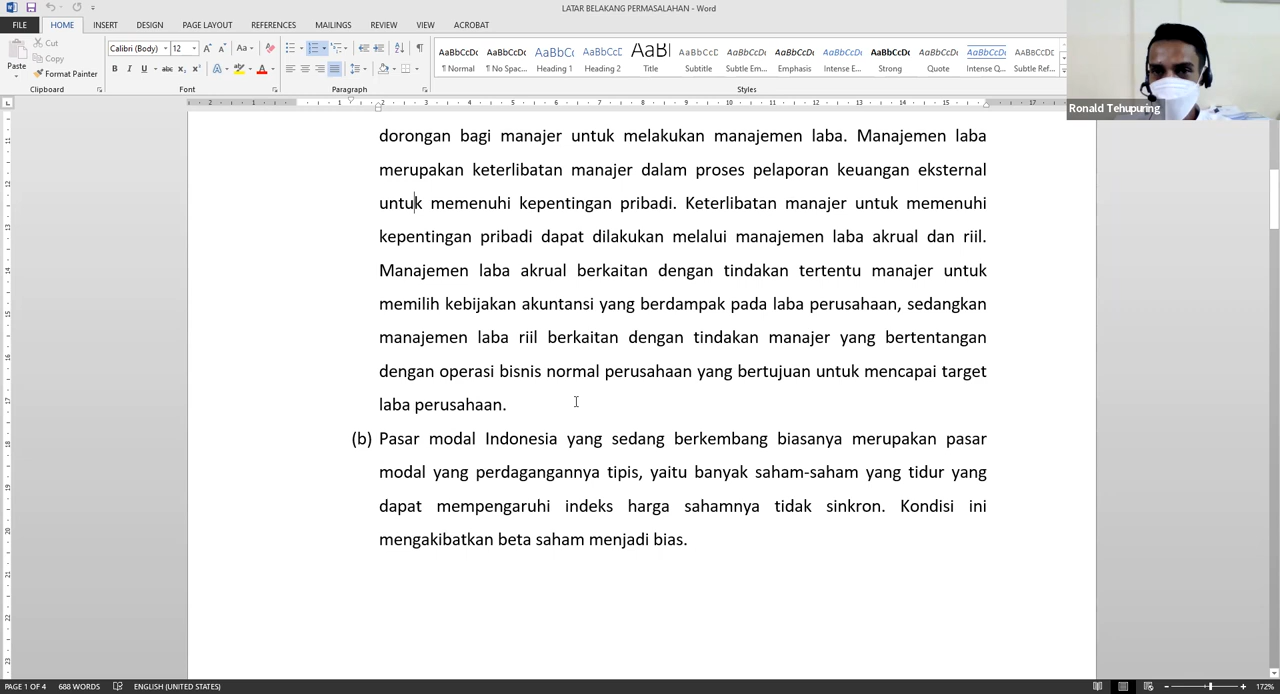 LATAR BELAKANG PERMASALAHAN - Word
FILE HOME INSERT DESIGN PAGE LAYOUT REFERENCES MAILINGS REVIEW VIEW ACROBAT
Paste
Cut
Copy
Format Painter
Clipboard
Calibri (Body) 12
Font
Paragraph
AaBbCcDc AaBbCcDc AaBbC AaBbCc AaB AaBbCcD AaBbCcDc AaBbCcDc AaBbCcDc AaBbCcDc AaBbCcDc AaBbCcDc AaBbCcDc
¶ Normal ¶ No Spac... Heading 1 Heading 2 Title Subtitle Subtle Em... Emphasis Intense E... Strong Quote Intense Q... Subtle Ref...
Styles
Ronald Tehupuring
dorongan bagi manajer untuk melakukan manajemen laba. Manajemen laba
merupakan keterlibatan manajer dalam proses pelaporan keuangan eksternal
untuk memenuhi kepentingan pribadi. Keterlibatan manajer untuk memenuhi
kepentingan pribadi dapat dilakukan melalui manajemen laba akrual dan riil.
Manajemen laba akrual berkaitan dengan tindakan tertentu manajer untuk
memilih kebijakan akuntansi yang berdampak pada laba perusahaan, sedangkan
manajemen laba riil berkaitan dengan tindakan manajer yang bertentangan
dengan operasi bisnis normal perusahaan yang bertujuan untuk mencapai target
laba perusahaan.
(b) Pasar modal Indonesia yang sedang berkembang biasanya merupakan pasar
modal yang perdagangannya tipis, yaitu banyak saham-saham yang tidur yang
dapat mempengaruhi indeks harga sahamnya tidak sinkron. Kondisi ini
mengakibatkan beta saham menjadi bias.
PAGE 1 OF 4 688 WORDS ENGLISH (UNITED STATES) 172%